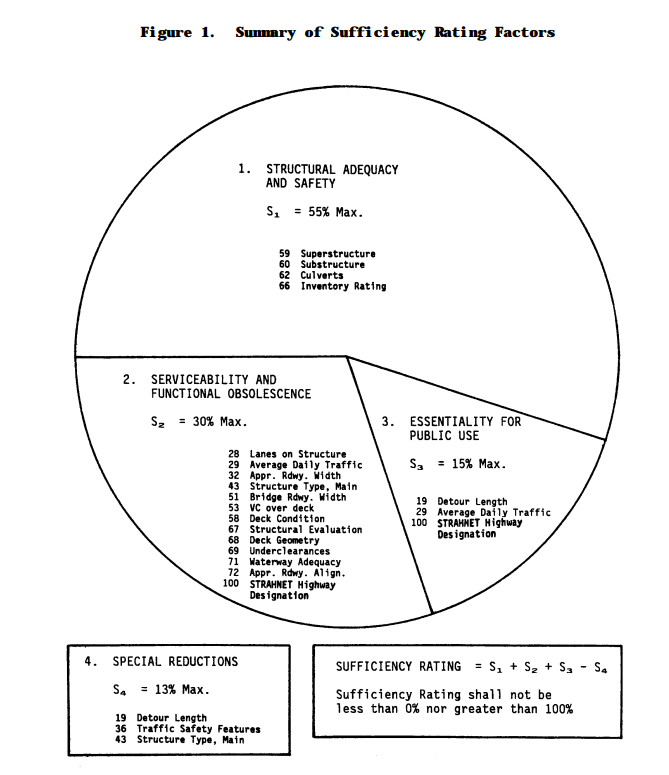 Figure 1. Summary of Sufficiency Rating Factors
1. STRUCTURAL ADEQUACY
AND SAFETY
S₁ = 55% Max.
59 Superstructure
60 Substructure
62 Culverts
66 Inventory Rating
2. SERVICEABILITY AND
FUNCTIONAL OBSOLESCENCE
S₂ = 30% Max.
28 Lanes on Structure
29 Average Daily Traffic
32 Appr. Rdwy. Width
43 Structure Type, Main
51 Bridge Rdwy. Width
53 VC over deck
58 Deck Condition
67 Structural Evaluation
68 Deck Geometry
69 Underclearances
71 Waterway Adequacy
72 Appr. Rdwy. Align.
100 STRAHNET Highway
Designation
3. ESSENTIALITY FOR
PUBLIC USE
S₃ = 15% Max.
19 Detour Length
29 Average Daily Traffic
100 STRAHNET Highway
Designation
4. SPECIAL REDUCTIONS
S₄ = 13% Max.
19 Detour Length
36 Traffic Safety Features
43 Structure Type, Main
SUFFICIENCY RATING = S₁ + S₂ + S₃ - S₄
Sufficiency Rating shall not be
less than 0% nor greater than 100%